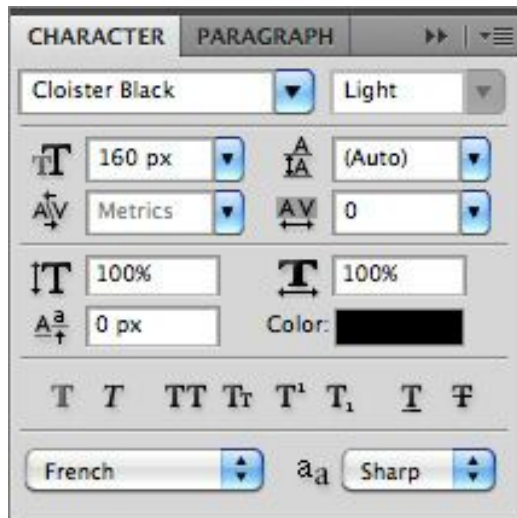 CHARACTER PARAGRAPH
Cloister Black Light
160 px (Auto)
Metrics 0
100% 100%
0 px Color:
T T TT Tt T¹ T₁ T T
French aa Sharp